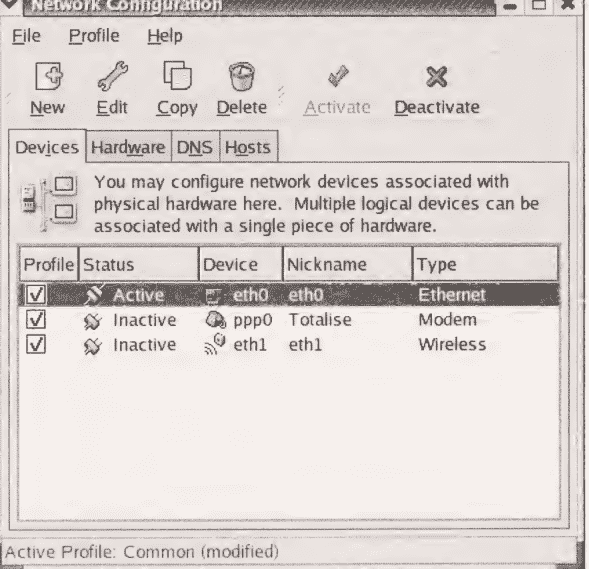 Network Configuration
File Profile Help
New Edit Copy Delete Activate Deactivate
Devices Hardware DNS Hosts
You may configure network devices associated with
physical hardware here. Multiple logical devices can be
associated with a single piece of hardware.
Profile Status Device Nickname Type
Active eth0 eth0 Ethernet
Inactive ppp0 Totalise Modem
Inactive eth1 eth1 Wireless
Active Profile: Common (modified)